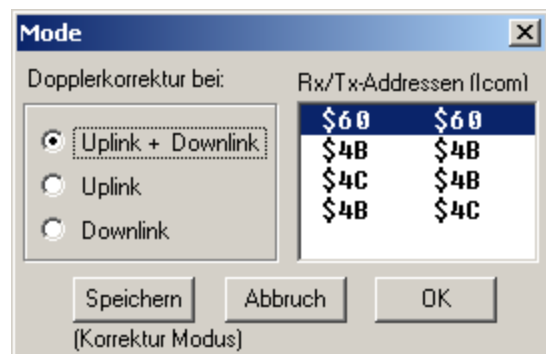 Mode
Dopplerkorrektur bei:
Uplink + Downlink
Uplink
Downlink
Rx/Tx-Addressen (Icom)
$60 $60
$4B $4B
$4C $4B
$4B $4C
Speichern Abbruch OK
(Korrektur Modus)